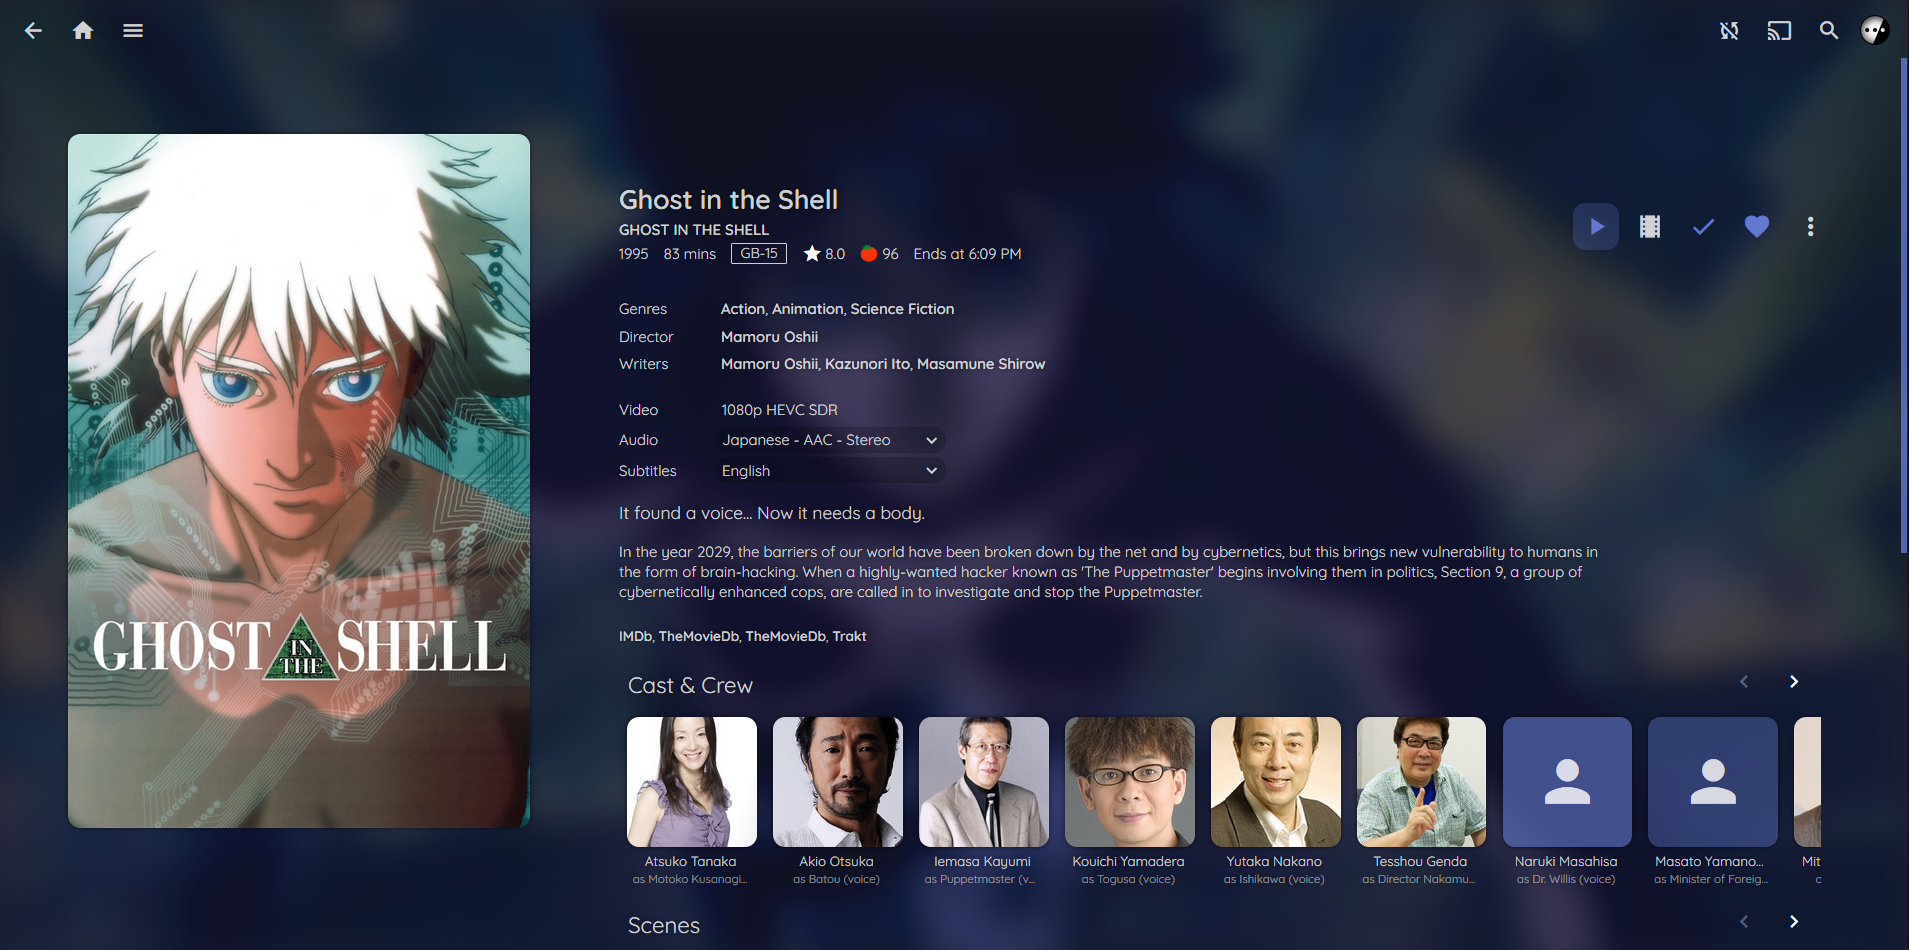 GHOST IN THE SHELL
Ghost in the Shell
GHOST IN THE SHELL
1995 83 mins GB-15 8.0 96 Ends at 6:09 PM
Genres Action, Animation, Science Fiction
Director Mamoru Oshii
Writers Mamoru Oshii, Kazunori Ito, Masamune Shirow
Video 1080p HEVC SDR
Audio Japanese - AAC - Stereo
Subtitles English
It found a voice... Now it needs a body.
In the year 2029, the barriers of our world have been broken down by the net and by cybernetics, but this brings new vulnerability to humans in
the form of brain-hacking. When a highly-wanted hacker known as 'The Puppetmaster' begins involving them in politics, Section 9, a group of
cybernetically enhanced cops, are called in to investigate and stop the Puppetmaster.
IMDb, TheMovieDb, TheMovieDb, Trakt
Cast & Crew
Atsuko Tanaka
as Motoko Kusanagi...
Akio Otsuka
as Batou (voice)
Iemasa Kayumi
as Puppetmaster (v...
Kouichi Yamadera
as Togusa (voice)
Yutaka Nakano
as Ishikawa (voice)
Tesshou Genda
as Director Nakamu...
Naruki Masahisa
as Dr. Willis (voice)
Masato Yamano...
as Minister of Foreig...
Mit
Scenes